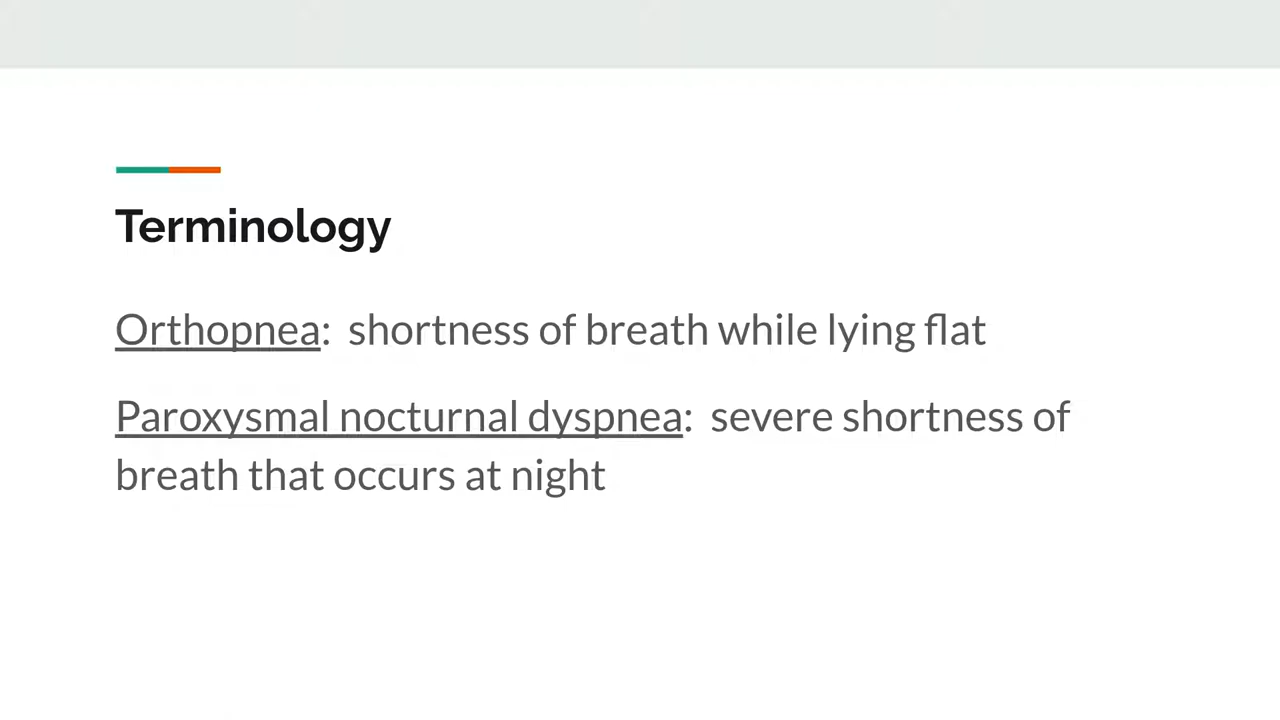 Terminology
Orthopnea:  shortness of breath while lying flat
Paroxysmal nocturnal dyspnea:  severe shortness of
breath that occurs at night